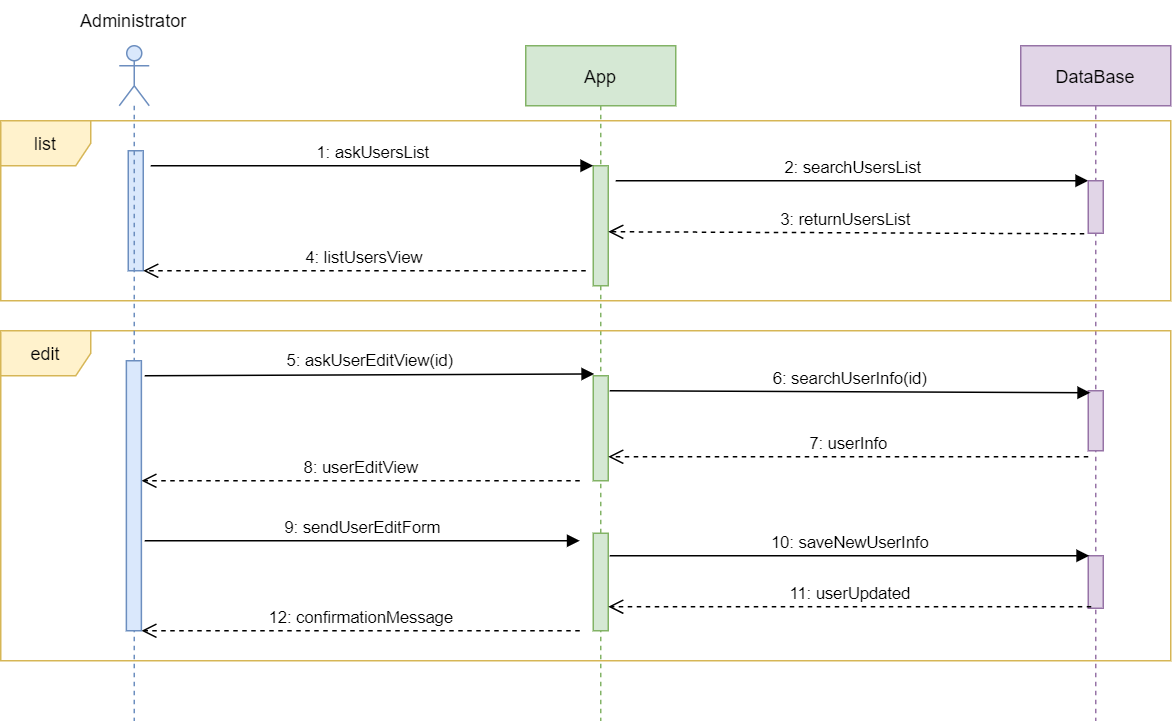 Administrator
App
DataBase
list
1: askUsersList
2: searchUsersList
3: returnUsersList
4: listUsersView
edit
5: askUserEditView(id)
6: searchUserInfo(id)
7: userInfo
8: userEditView
9: sendUserEditForm
10: saveNewUserInfo
11: userUpdated
12: confirmationMessage